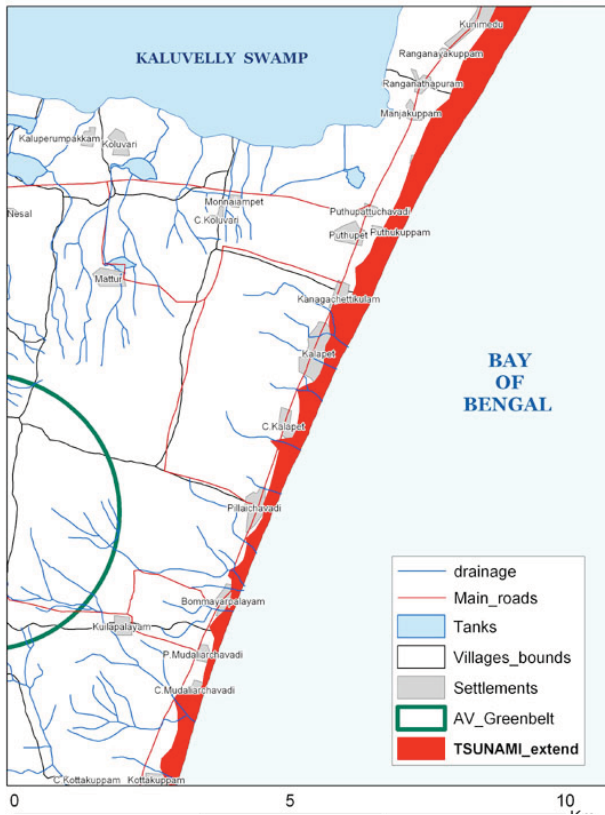 Kunimedu
KALUVELLY SWAMP
Ranganayakuppam
Ranganathapuram
Manjakuppam
Kaluperumpakkam
Koluvari
Monnaiampet
Nesal
C.Koluvari
Puthupattuchavadi
Puthupet
Puthukuppam
Mattur
Kanagachettikulam
Kalapet
BAY
OF
BENGAL
C.Kalapet
Pillaichavadi
Bommayarpalayam
Kuilapalayam
P.Mudaliarchavadi
C.Mudaliarchavadi
C.Kottakuppam
Kottakuppam
drainage
Main_roads
Tanks
Villages_bounds
Settlements
AV_Greenbelt
TSUNAMI_extend
0 5 10